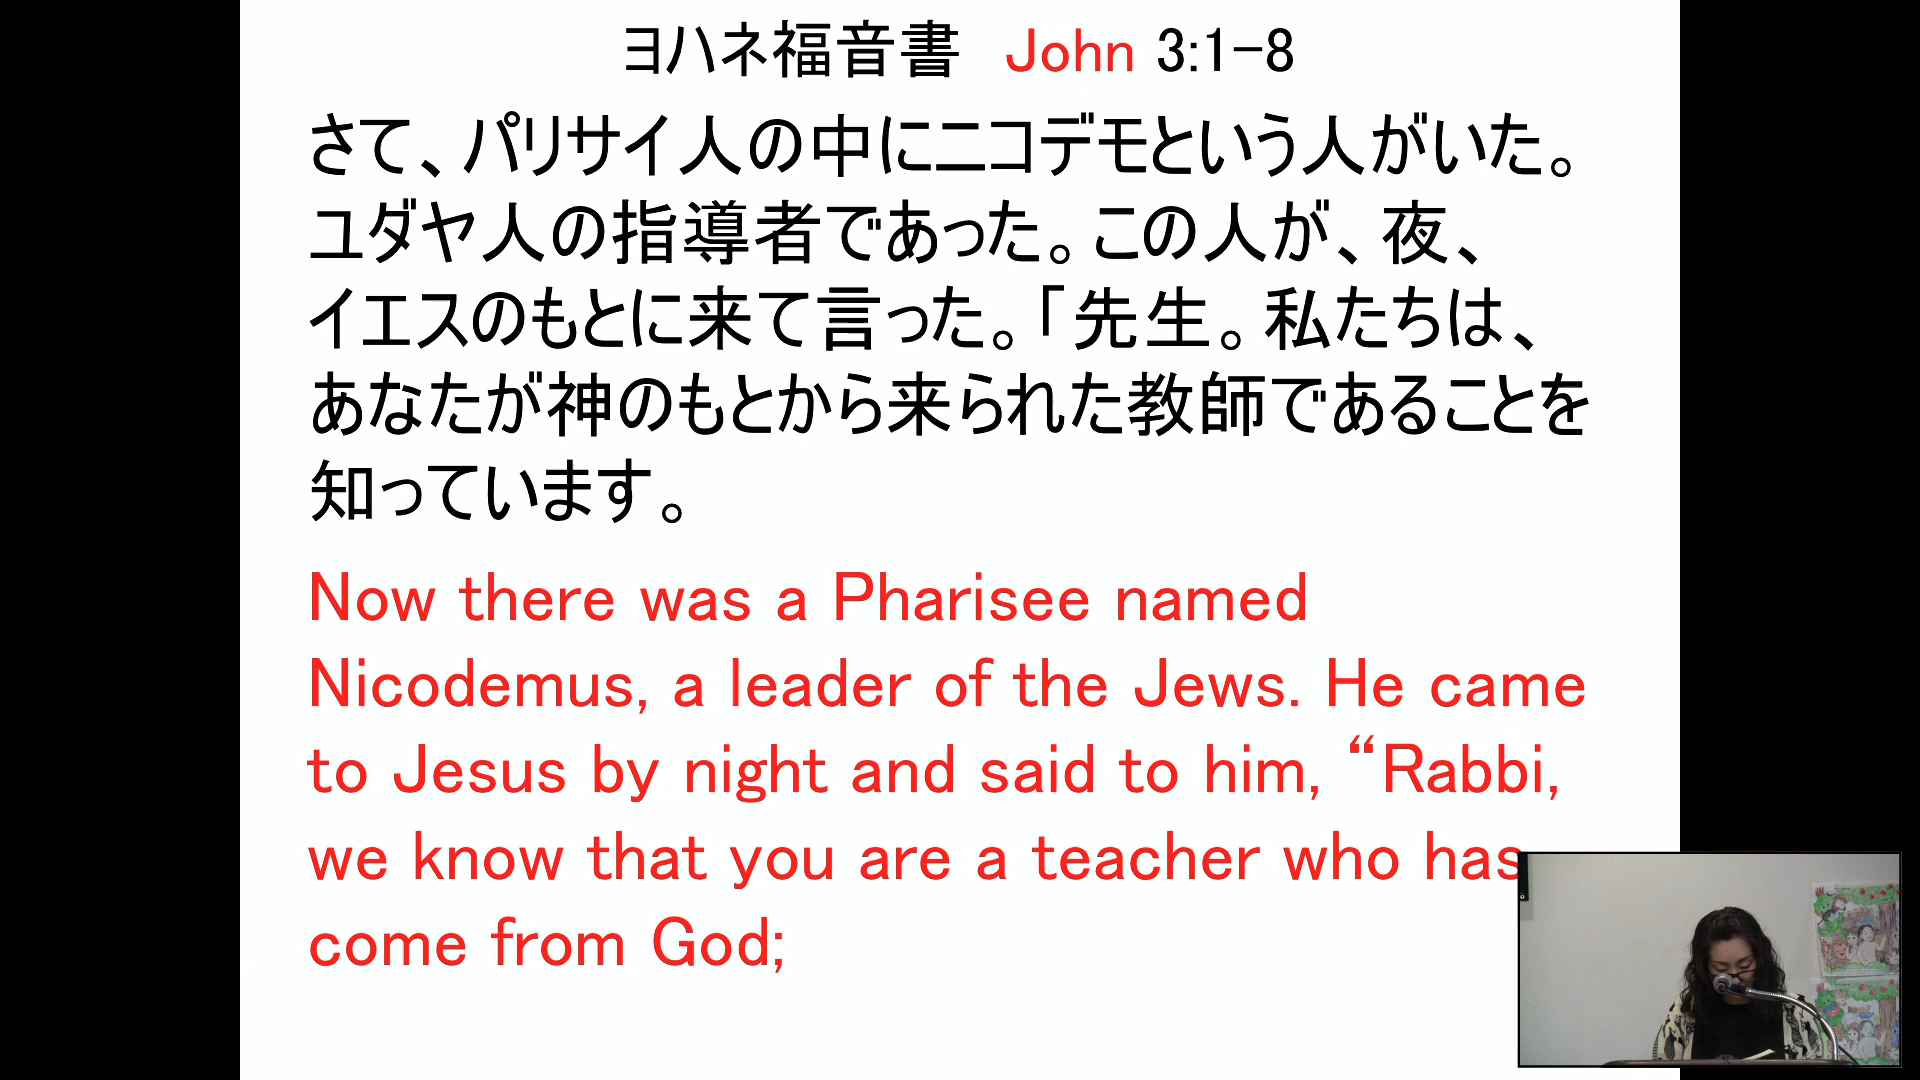 ヨハネ福音書　John 3:1-8
さて、パリサイ人の中にニコデモという人がいた。
ユダヤ人の指導者であった。この人が、夜、
イエスのもとに来て言った。「先生。私たちは、
あなたが神のもとから来られた教師であることを
知っています。
Now there was a Pharisee named
Nicodemus, a leader of the Jews. He came
to Jesus by night and said to him, “Rabbi,
we know that you are a teacher who has
come from God;